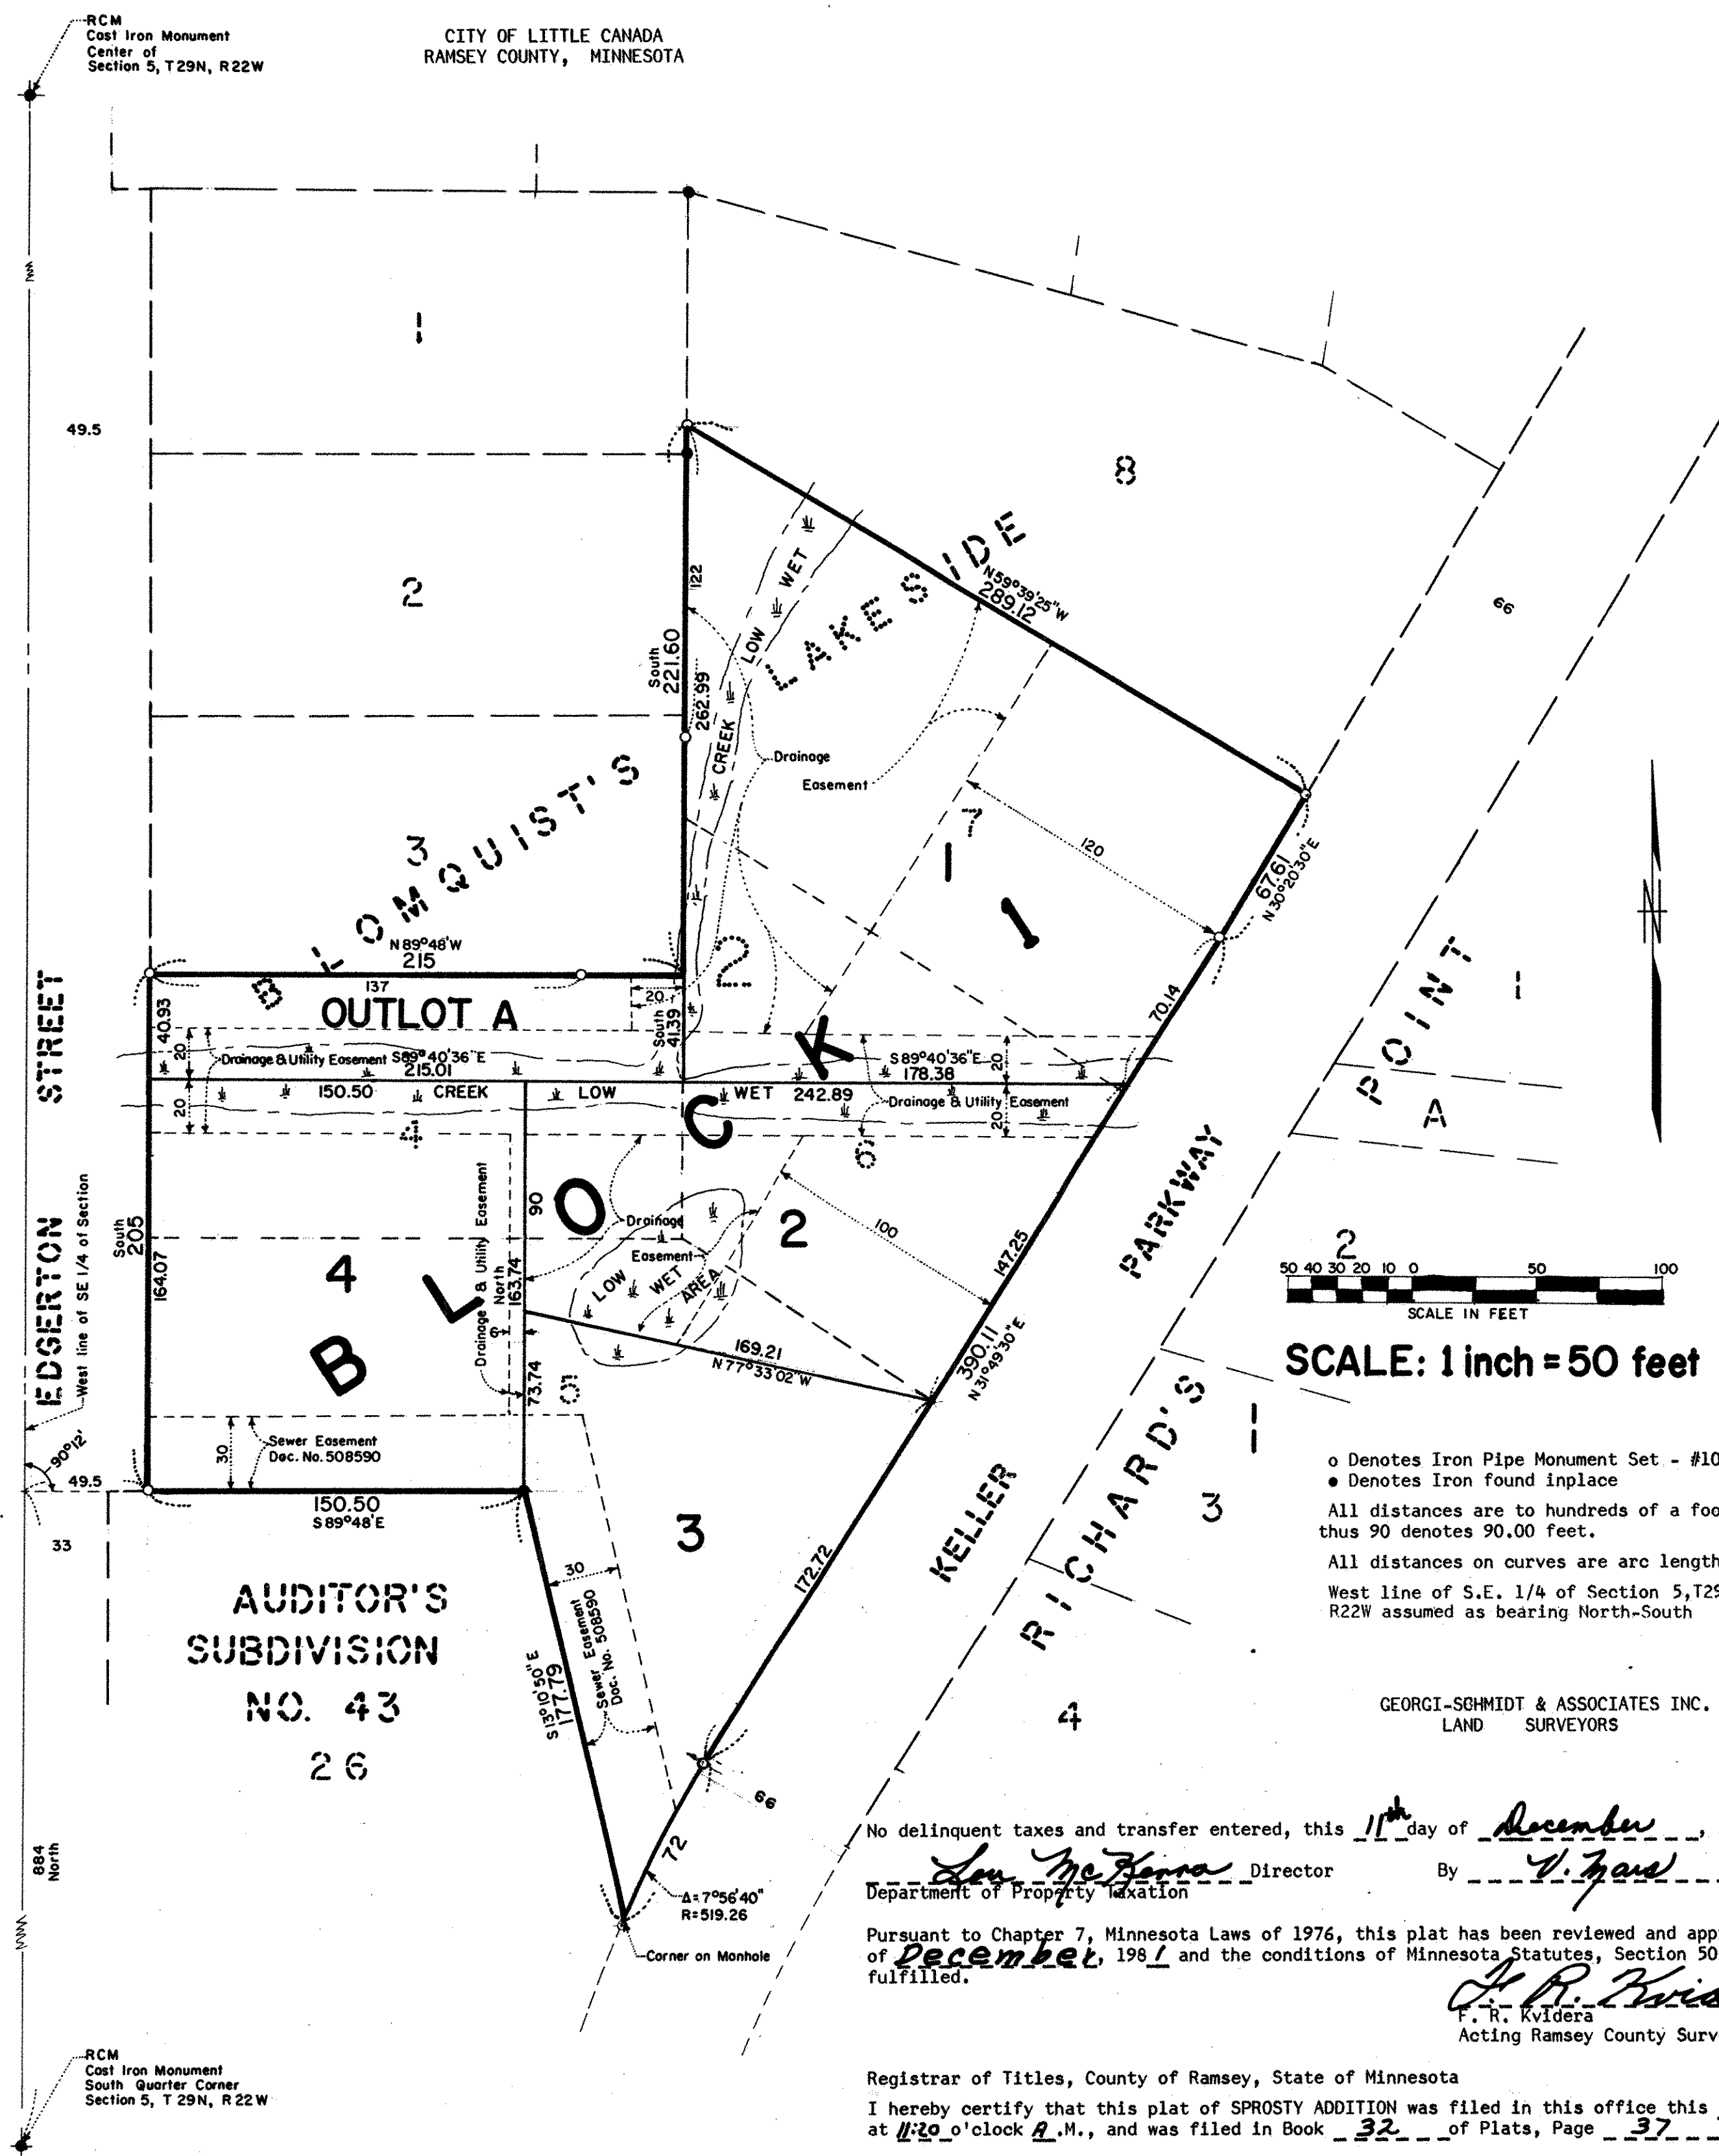 RCM
Cast Iron Monument
Center of
Section 5, T29N, R22W
CITY OF LITTLE CANADA
RAMSEY COUNTY, MINNESOTA
1
49.5
8
2
122
South
221.60
262.99
LOW WET
CREEK
LAKESIDE
N59°39'25"W
289.12
66
Drainage
Easement
BLOMQUIST'S
3
7
1
120
67.61
N30°20'30"E
1
2
N89°48'W
215
137
OUTLOT A
20
40.93
South
41.39
20
Drainage & Utility Easement
S89°40'36"E
215.01
S89°40'36"E
178.38
20
70.14
150.50
CREEK
LOW
WET
242.89
20
20
Drainage & Utility Easement
4
6
BLOCK
POINT
1
A
EDGERTON STREET
West line of SE 1/4 of Section
South
205
164.07
4
Drainage & Utility Easement
90
North
163.74
6
73.74
Drainage
Easement
LOW
WET
AREA
2
100
147.25
390.11
N31°49'30"E
169.21
N77°33'02"W
5
KELLER PARKWAY
2
50 40 30 20 10 0 50 100
SCALE IN FEET
SCALE: 1 inch = 50 feet
RICHARD'S
1
30
Sewer Easement
Doc. No. 508590
90°12'
49.5
150.50
S89°48'E
33
3
172.72
3
o Denotes Iron Pipe Monument Set - #10
● Denotes Iron found inplace
All distances are to hundreds of a foo
thus 90 denotes 90.00 feet.
All distances on curves are arc length
West line of S.E. 1/4 of Section 5,T29
R22W assumed as bearing North-South
AUDITOR'S
SUBDIVISION
NO. 43
26
30
Sewer Easement
Doc. No. 508590
S13°10'50"E
177.79
4
GEORGI-SCHMIDT & ASSOCIATES INC.
LAND SURVEYORS
66
72
Δ=7°56'40"
R=519.26
Corner on Manhole
884
North
No delinquent taxes and transfer entered, this 11th day of December,
Lou McKenna Director By V. Mars
Department of Property Taxation
Pursuant to Chapter 7, Minnesota Laws of 1976, this plat has been reviewed and app
of December, 1981 and the conditions of Minnesota Statutes, Section 50
fulfilled.
F. R. Kvidera
Acting Ramsey County Surv
RCM
Cast Iron Monument
South Quarter Corner
Section 5, T 29N, R 22W
Registrar of Titles, County of Ramsey, State of Minnesota
I hereby certify that this plat of SPROSTY ADDITION was filed in this office this
at 11:20 o'clock A.M., and was filed in Book 32 of Plats, Page 37